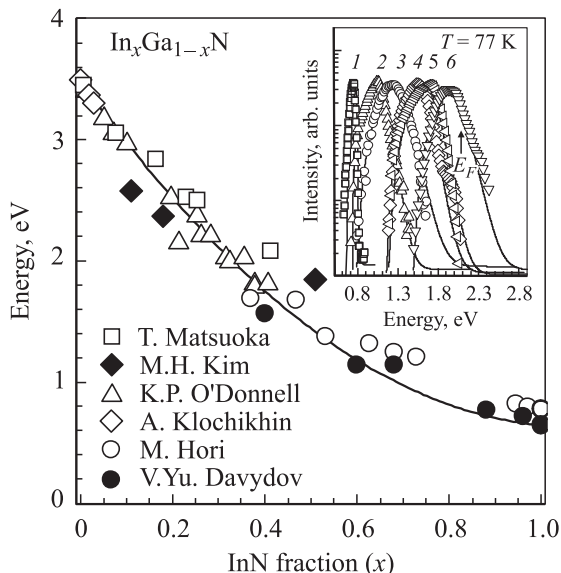 InₓGa₁₋ₓN
T = 77 K
1 2 3 4 5 6
Intensity, arb. units
E_F
0.8 1.3 1.8 2.3 2.8
Energy, eV
4
3
2
1
0
Energy, eV
T. Matsuoka
M.H. Kim
K.P. O'Donnell
A. Klochikhin
M. Hori
V.Yu. Davydov
0 0.2 0.4 0.6 0.8 1.0
InN fraction (x)